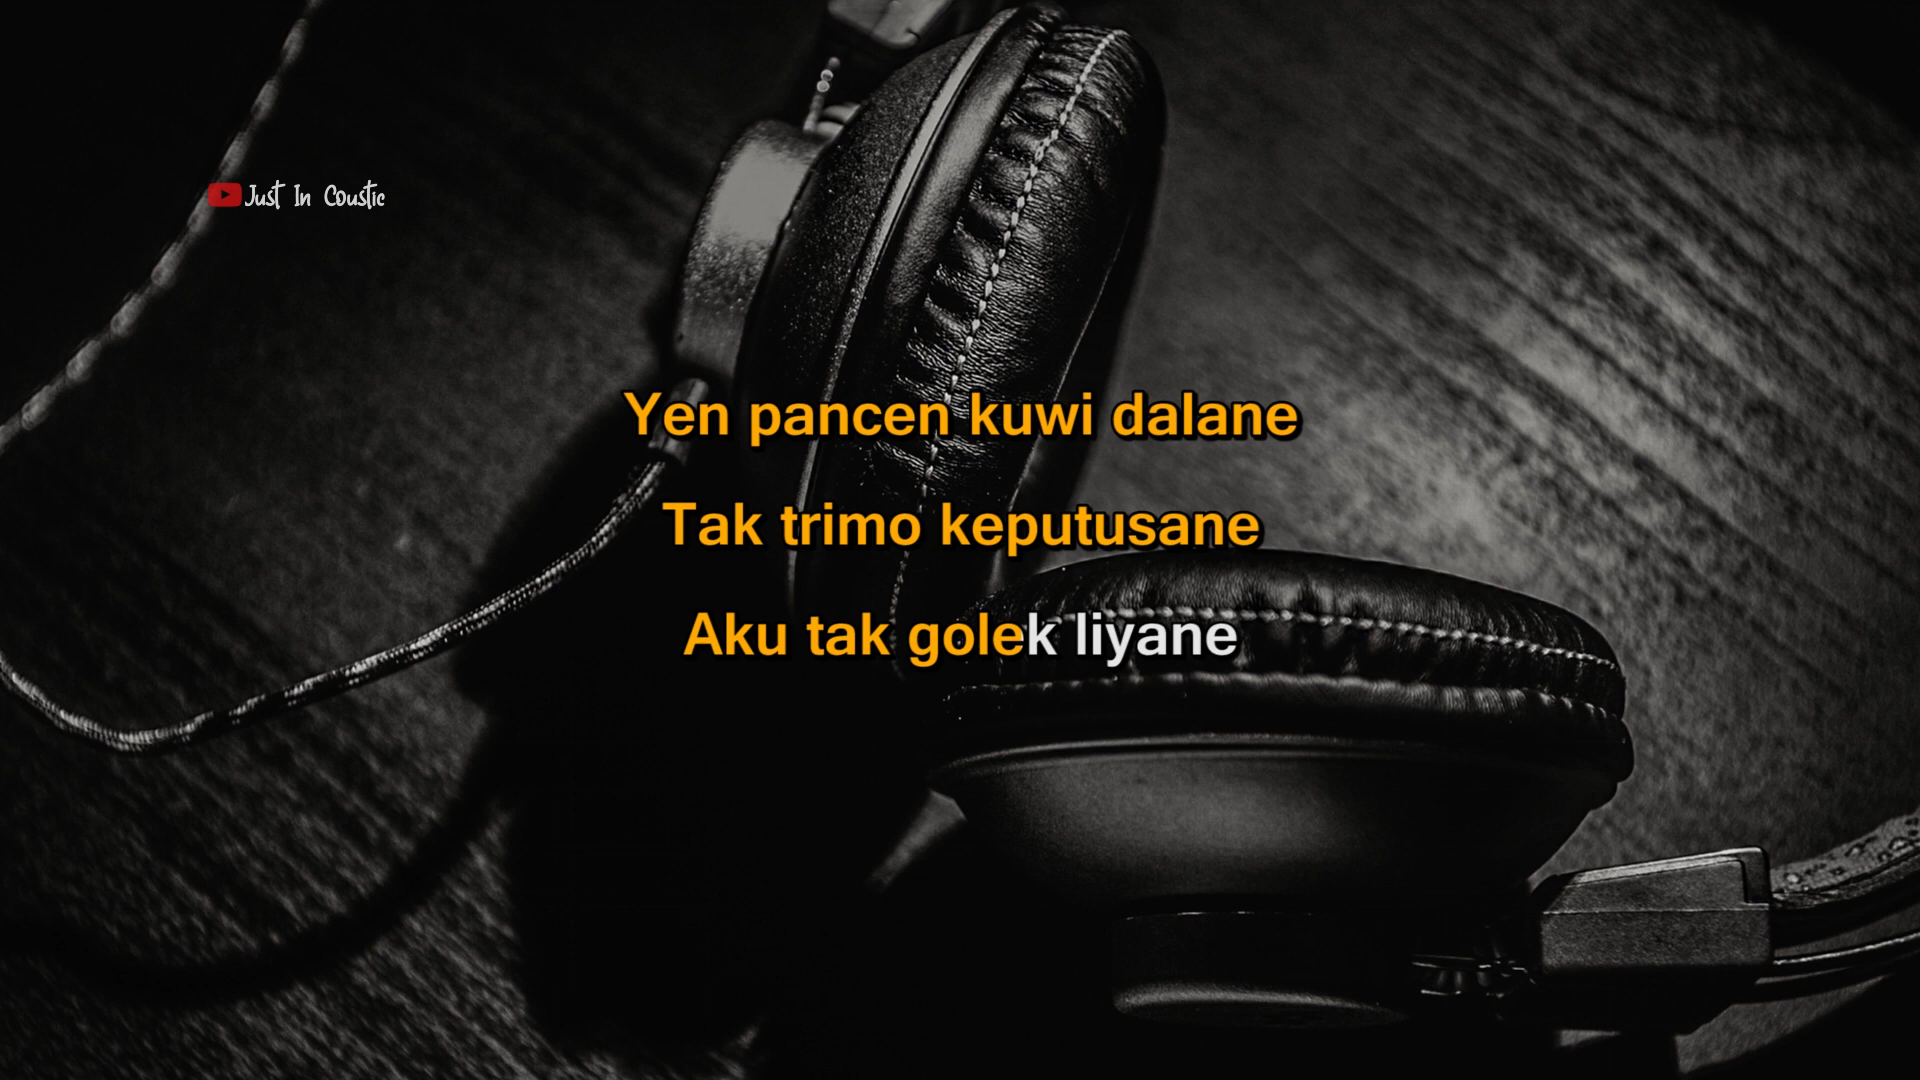 Just In Coustic
Yen pancen kuwi dalane
Tak trimo keputusane
Aku tak golek liyane